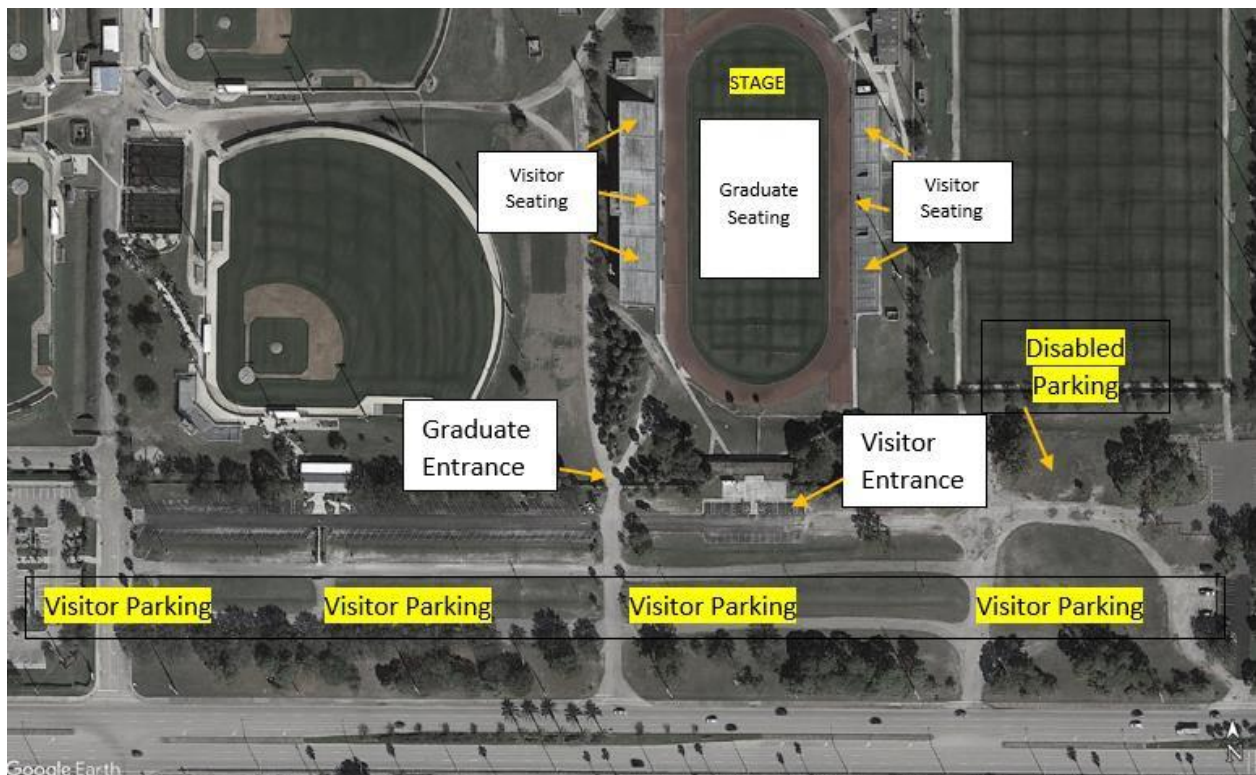 STAGE
Visitor
Seating
Graduate
Seating
Visitor
Seating
Disabled
Parking
Graduate
Entrance
Visitor
Entrance
Visitor Parking
Visitor Parking
Visitor Parking
Visitor Parking
N
Google Earth